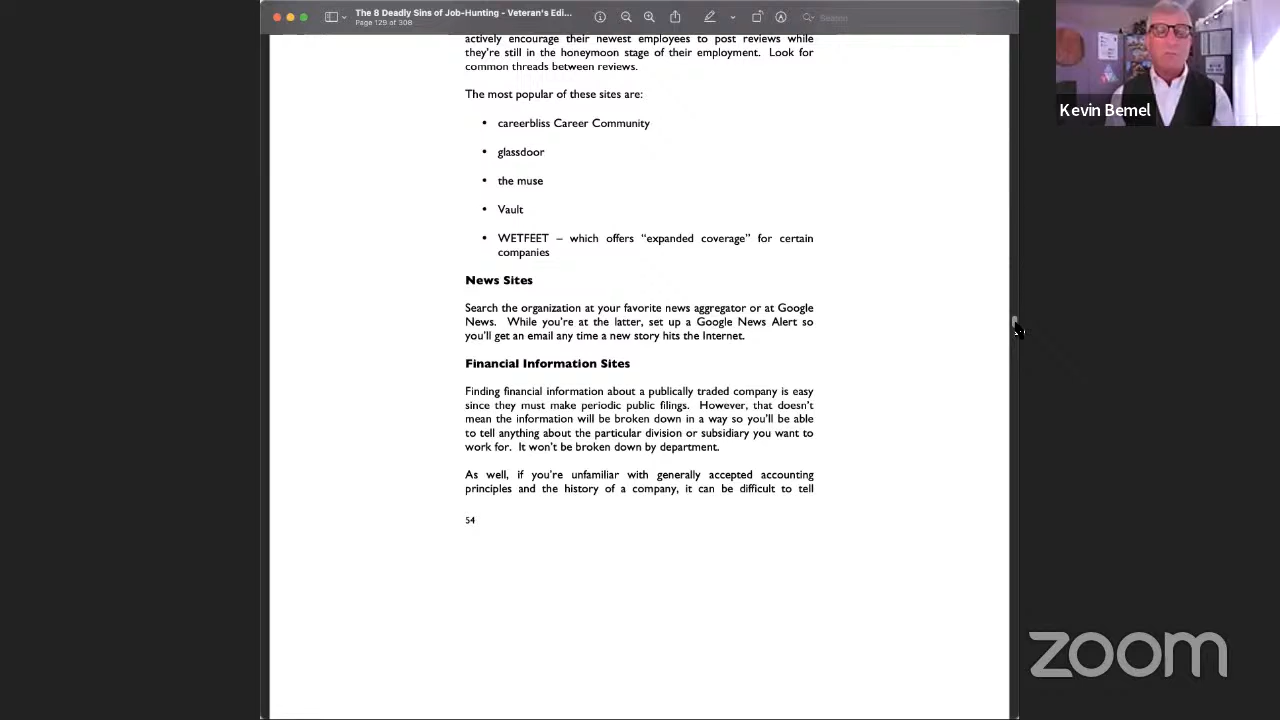 The 8 Deadly Sins of Job-Hunting - Veteran's Edi...
Page 129 of 308
Search
Kevin Bemel
actively encourage their newest employees to post reviews while
they're still in the honeymoon stage of their employment.  Look for
common threads between reviews.
The most popular of these sites are:
• careerbliss Career Community
• glassdoor
• the muse
• Vault
• WETFEET – which offers “expanded coverage” for certain
companies
News Sites
Search the organization at your favorite news aggregator or at Google
News.  While you're at the latter, set up a Google News Alert so
you'll get an email any time a new story hits the Internet.
Financial Information Sites
Finding financial information about a publically traded company is easy
since they must make periodic public filings.  However, that doesn't
mean the information will be broken down in a way so you'll be able
to tell anything about the particular division or subsidiary you want to
work for.  It won't be broken down by department.
As well, if you're unfamiliar with generally accepted accounting
principles and the history of a company, it can be difficult to tell
54
zoom